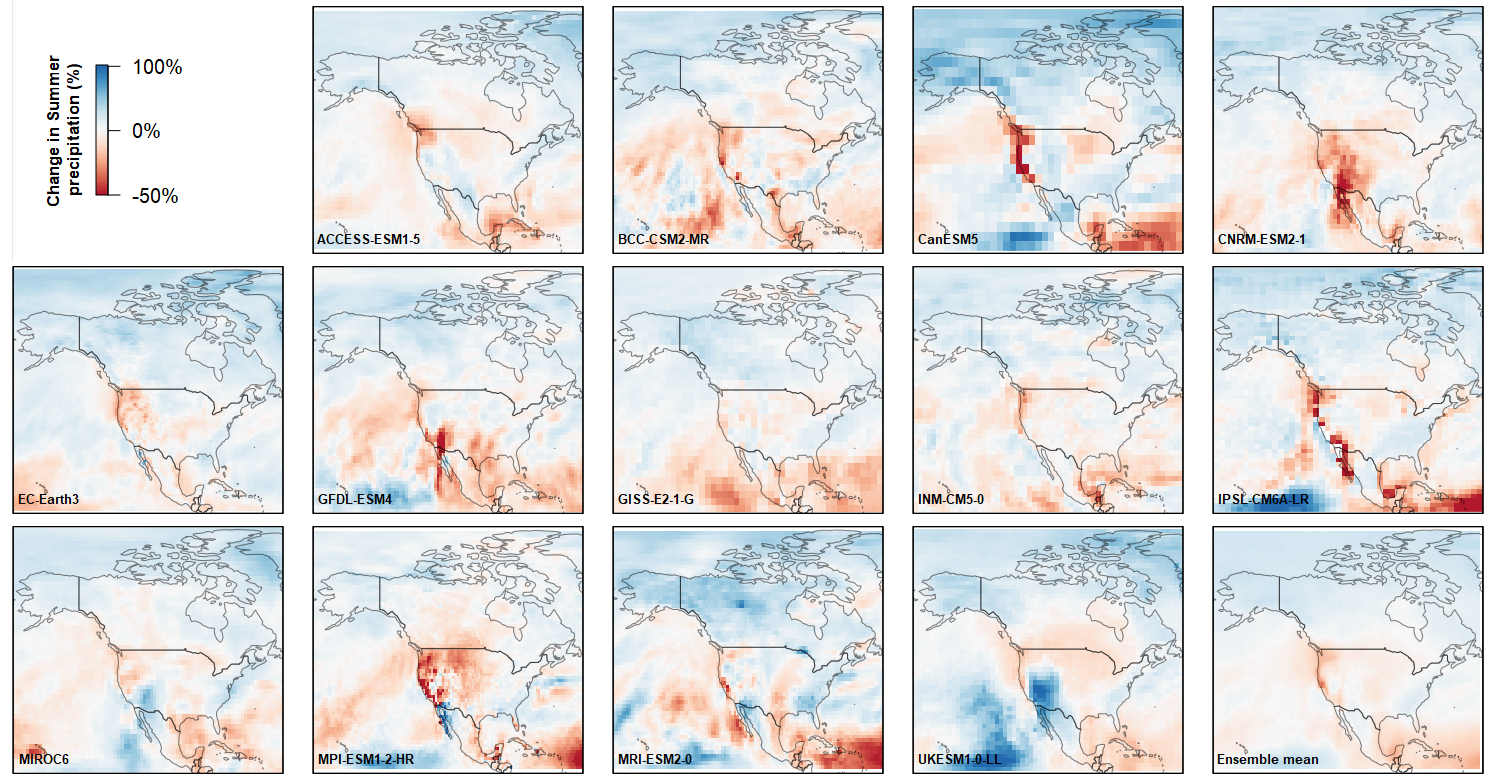 Change in Summer
precipitation (%)
100%
0%
-50%
ACCESS-ESM1-5
BCC-CSM2-MR
CanESM5
CNRM-ESM2-1
EC-Earth3
GFDL-ESM4
GISS-E2-1-G
INM-CM5-0
IPSL-CM6A-LR
MIROC6
MPI-ESM1-2-HR
MRI-ESM2-0
UKESM1-0-LL
Ensemble mean